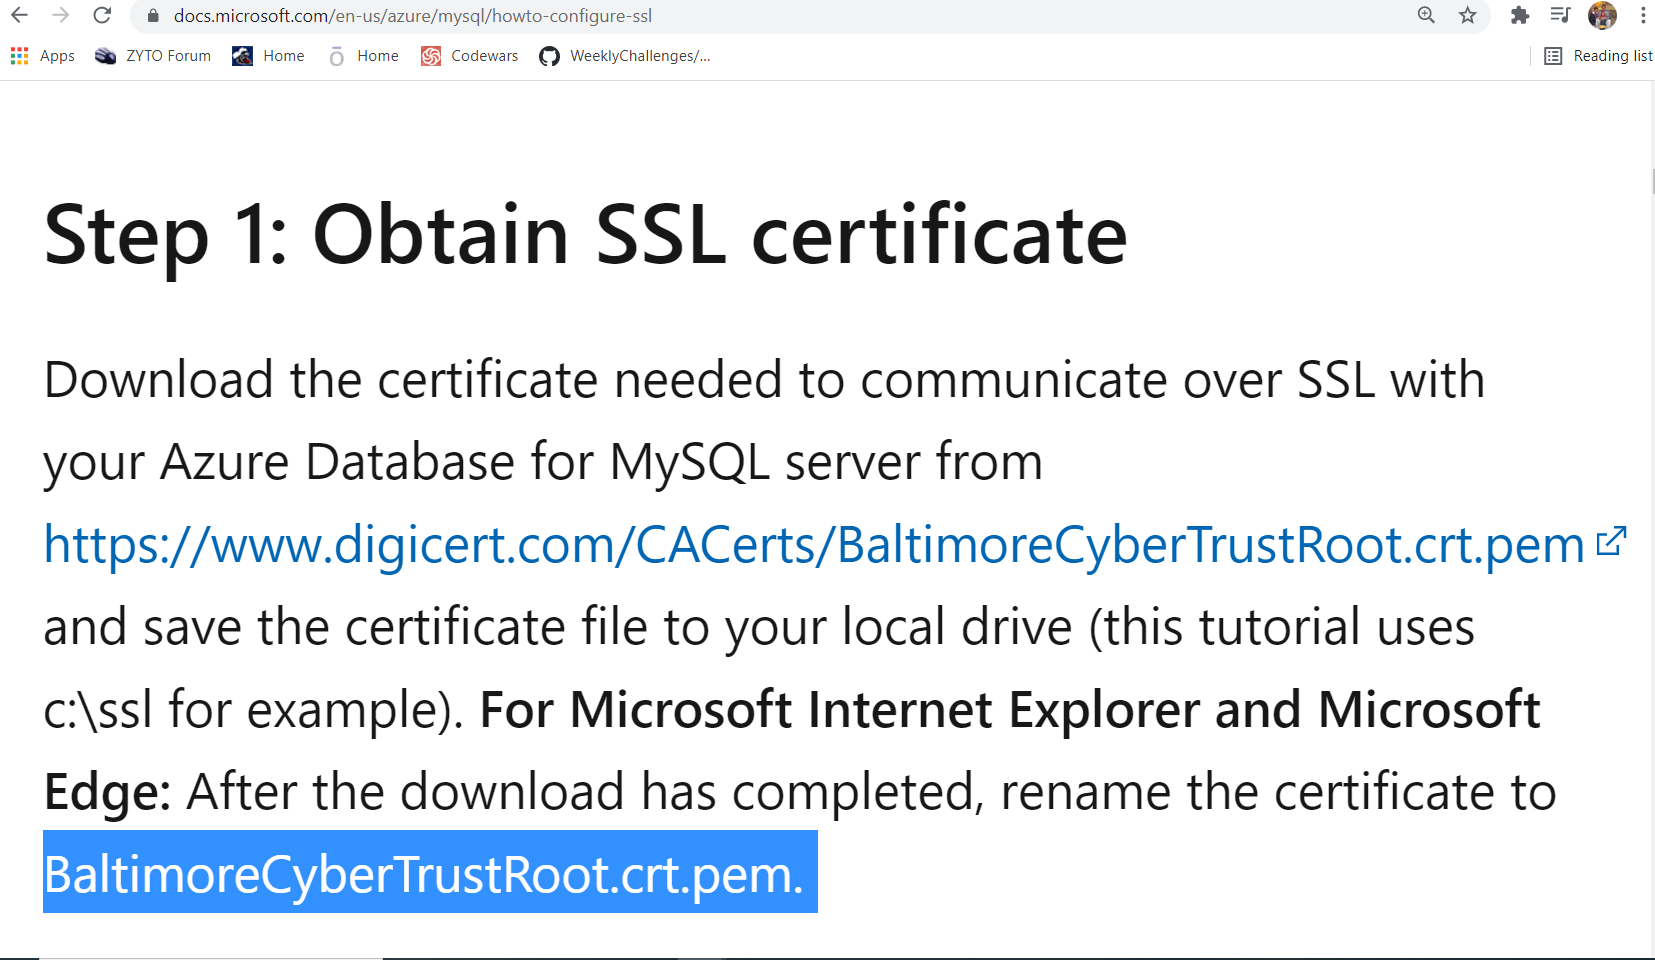 docs.microsoft.com/en-us/azure/mysql/howto-configure-ssl
Apps ZYTO Forum Home Home Codewars WeeklyChallenges/... Reading list
Step 1: Obtain SSL certificate
Download the certificate needed to communicate over SSL with
your Azure Database for MySQL server from
https://www.digicert.com/CACerts/BaltimoreCyberTrustRoot.crt.pem
and save the certificate file to your local drive (this tutorial uses
c:\ssl for example). For Microsoft Internet Explorer and Microsoft
Edge: After the download has completed, rename the certificate to
BaltimoreCyberTrustRoot.crt.pem.